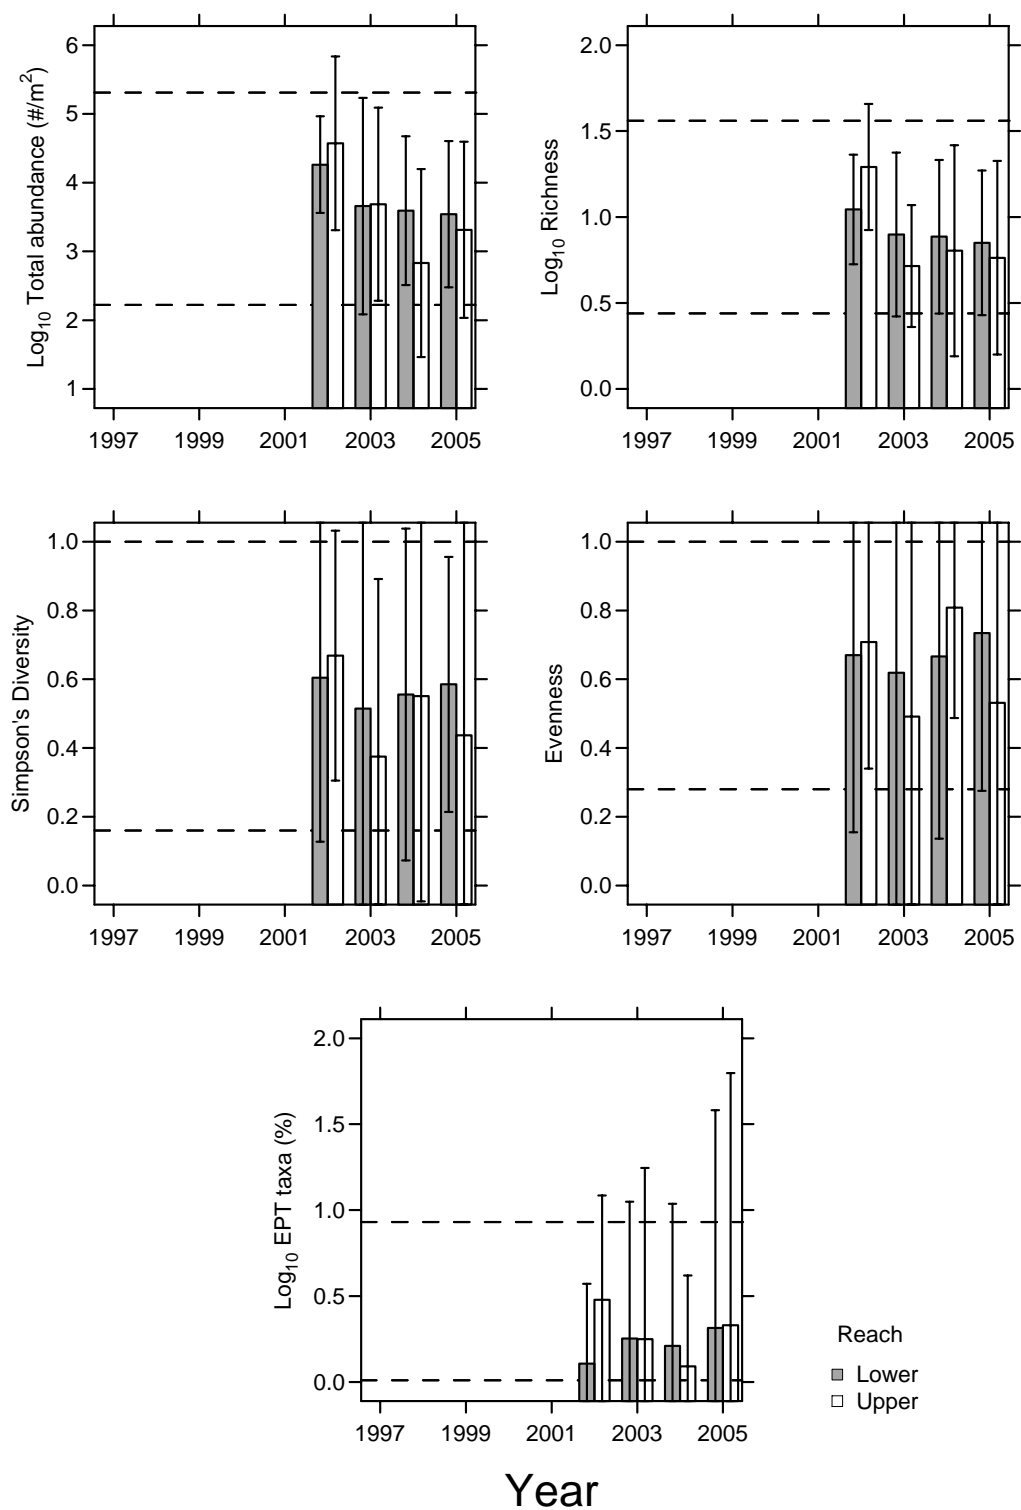 Log10 Total abundance (#/m2)
6
5
4
3
2
1
1997 1999 2001 2003 2005
Log10 Richness
2.0
1.5
1.0
0.5
0.0
1997 1999 2001 2003 2005
Simpson's Diversity
1.0
0.8
0.6
0.4
0.2
0.0
1997 1999 2001 2003 2005
Evenness
1.0
0.8
0.6
0.4
0.2
0.0
1997 1999 2001 2003 2005
Log10 EPT taxa (%)
2.0
1.5
1.0
0.5
0.0
1997 1999 2001 2003 2005
Reach
Lower
Upper
Year